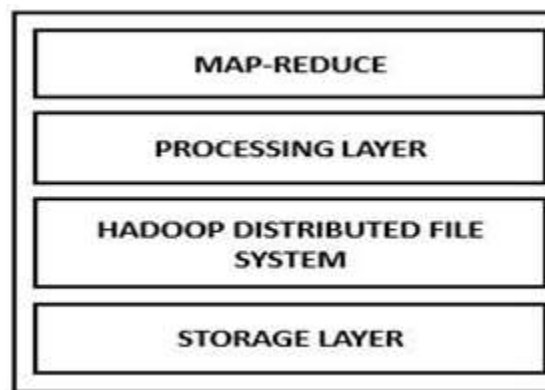 MAP-REDUCE
PROCESSING LAYER
HADOOP DISTRIBUTED FILE
SYSTEM
STORAGE LAYER